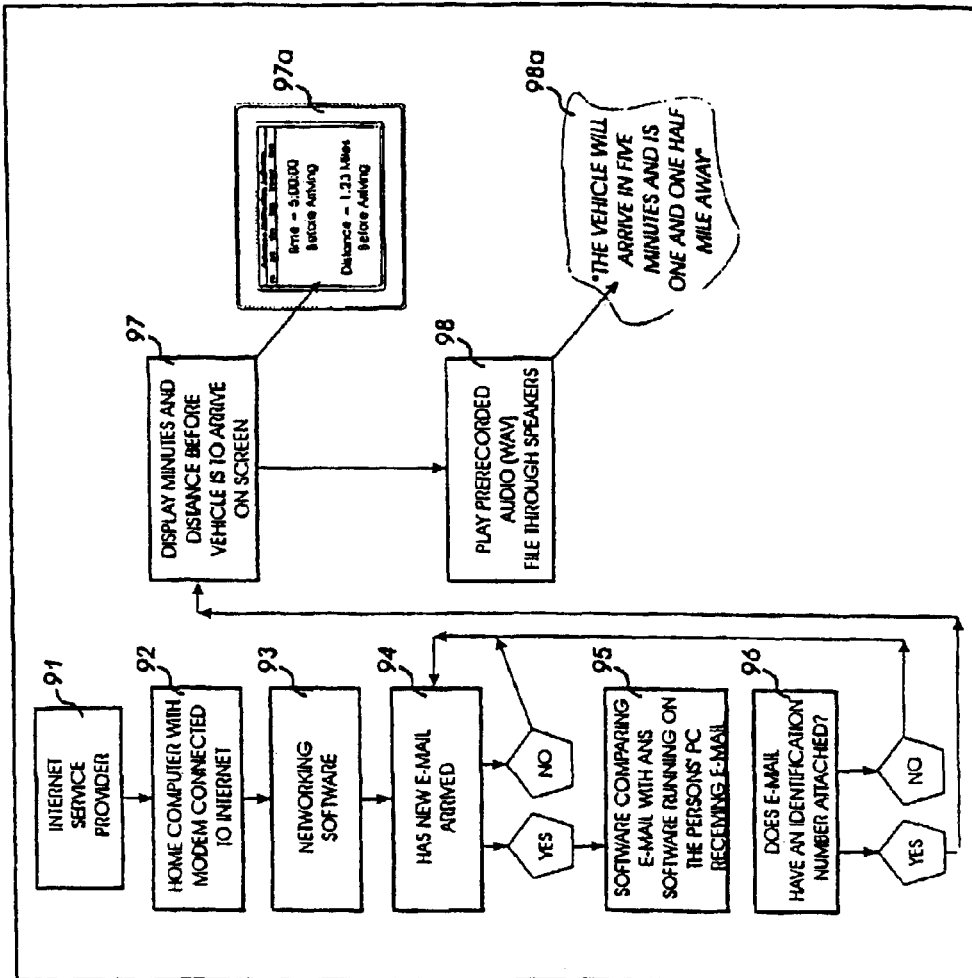 91
INTERNET
SERVICE
PROVIDER
92
HOME COMPUTER WITH
MODEM CONNECTED
TO INTERNET
93
NETWORKING
SOFTWARE
94
HAS NEW E-MAIL
ARRIVED
YES
NO
95
SOFTWARE COMPARING
E-MAIL WITH ANS
SOFTWARE RUNNING ON
THE PERSONS' PC
RECEIVING E-MAIL
96
DOES E-MAIL
HAVE AN IDENTIFICATION
NUMBER ATTACHED?
YES
NO
97
DISPLAY MINUTES AND
DISTANCE BEFORE
VEHICLE IS TO ARRIVE
ON SCREEN
97a
Time = 5:00:00
Before Arriving
Distance = 1.23 Miles
Before Arriving
98
PLAY PRERECORDED
AUDIO (WAV)
FILE THROUGH SPEAKERS
98a
"THE VEHICLE WILL
ARRIVE IN FIVE
MINUTES AND IS
ONE AND ONE HALF
MILE AWAY"